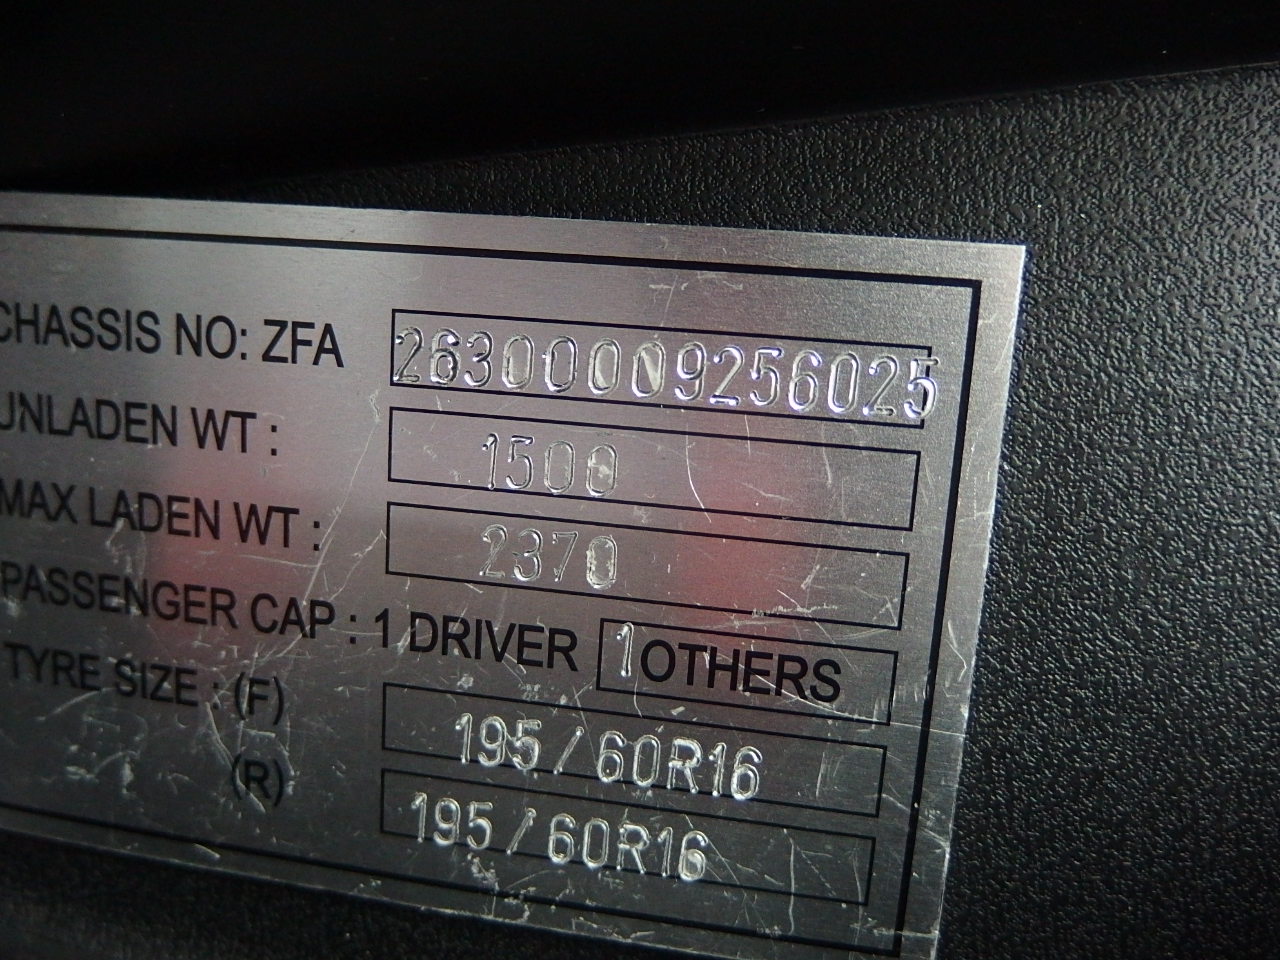 CHASSIS NO: ZFA 26300009256025
UNLADEN WT : 1500
MAX LADEN WT : 2370
PASSENGER CAP : 1 DRIVER 1 OTHERS
TYRE SIZE : (F) 195/60R16
(R) 195/60R16